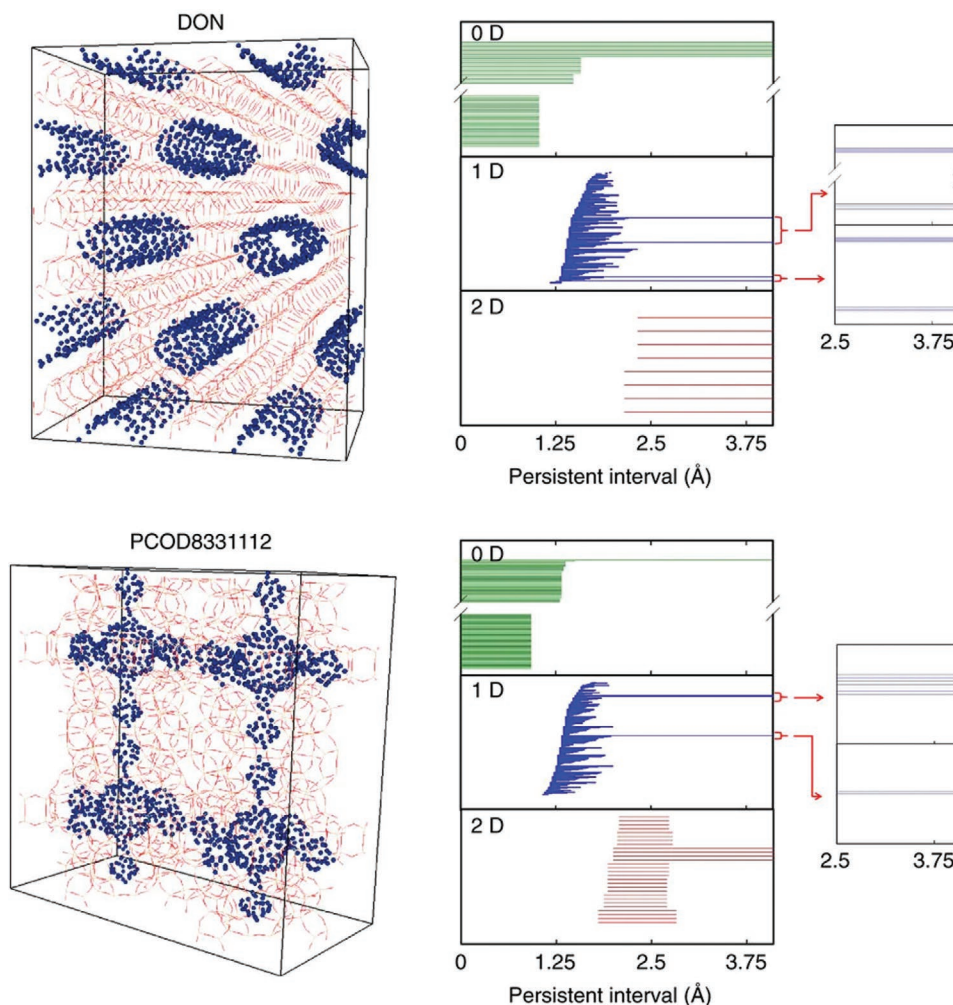 DON
0 D
1 D
2 D
0 1.25 2.5 3.75
Persistent interval (Å)
2.5 3.75
PCOD8331112
0 D
1 D
2 D
0 1.25 2.5 3.75
Persistent interval (Å)
2.5 3.75